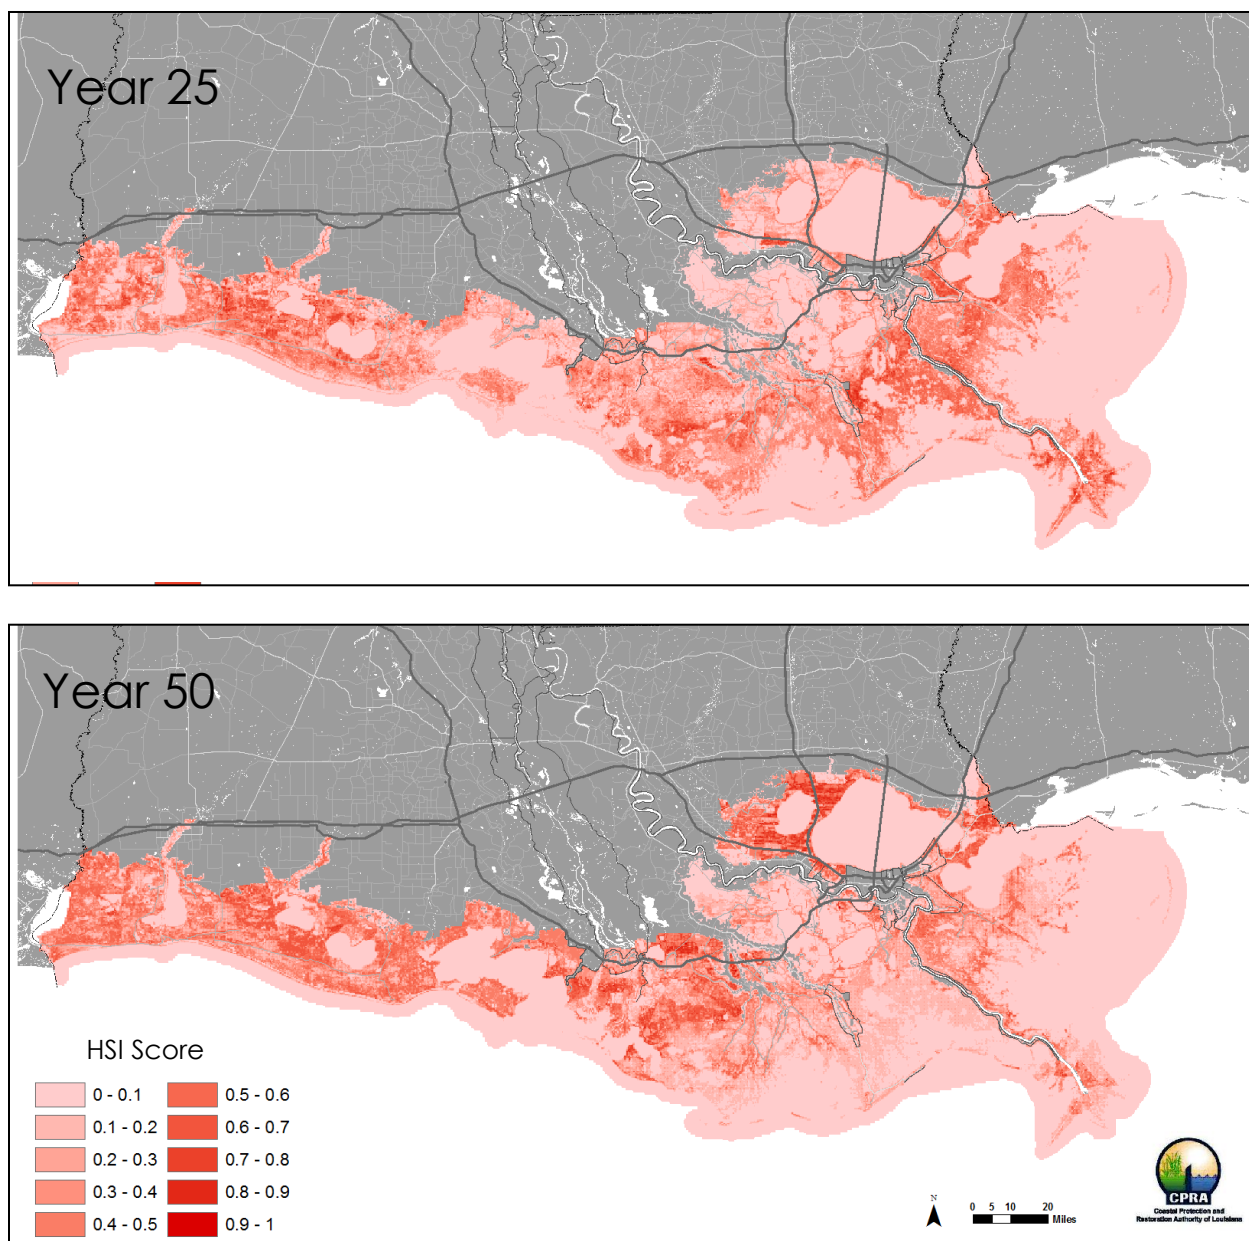 Year 25
Year 50
HSI Score
0 - 0.1
0.1 - 0.2
0.2 - 0.3
0.3 - 0.4
0.4 - 0.5
0.5 - 0.6
0.6 - 0.7
0.7 - 0.8
0.8 - 0.9
0.9 - 1
N
0 5 10 20
Miles
CPRA
Coastal Protection and
Restoration Authority of Louisiana